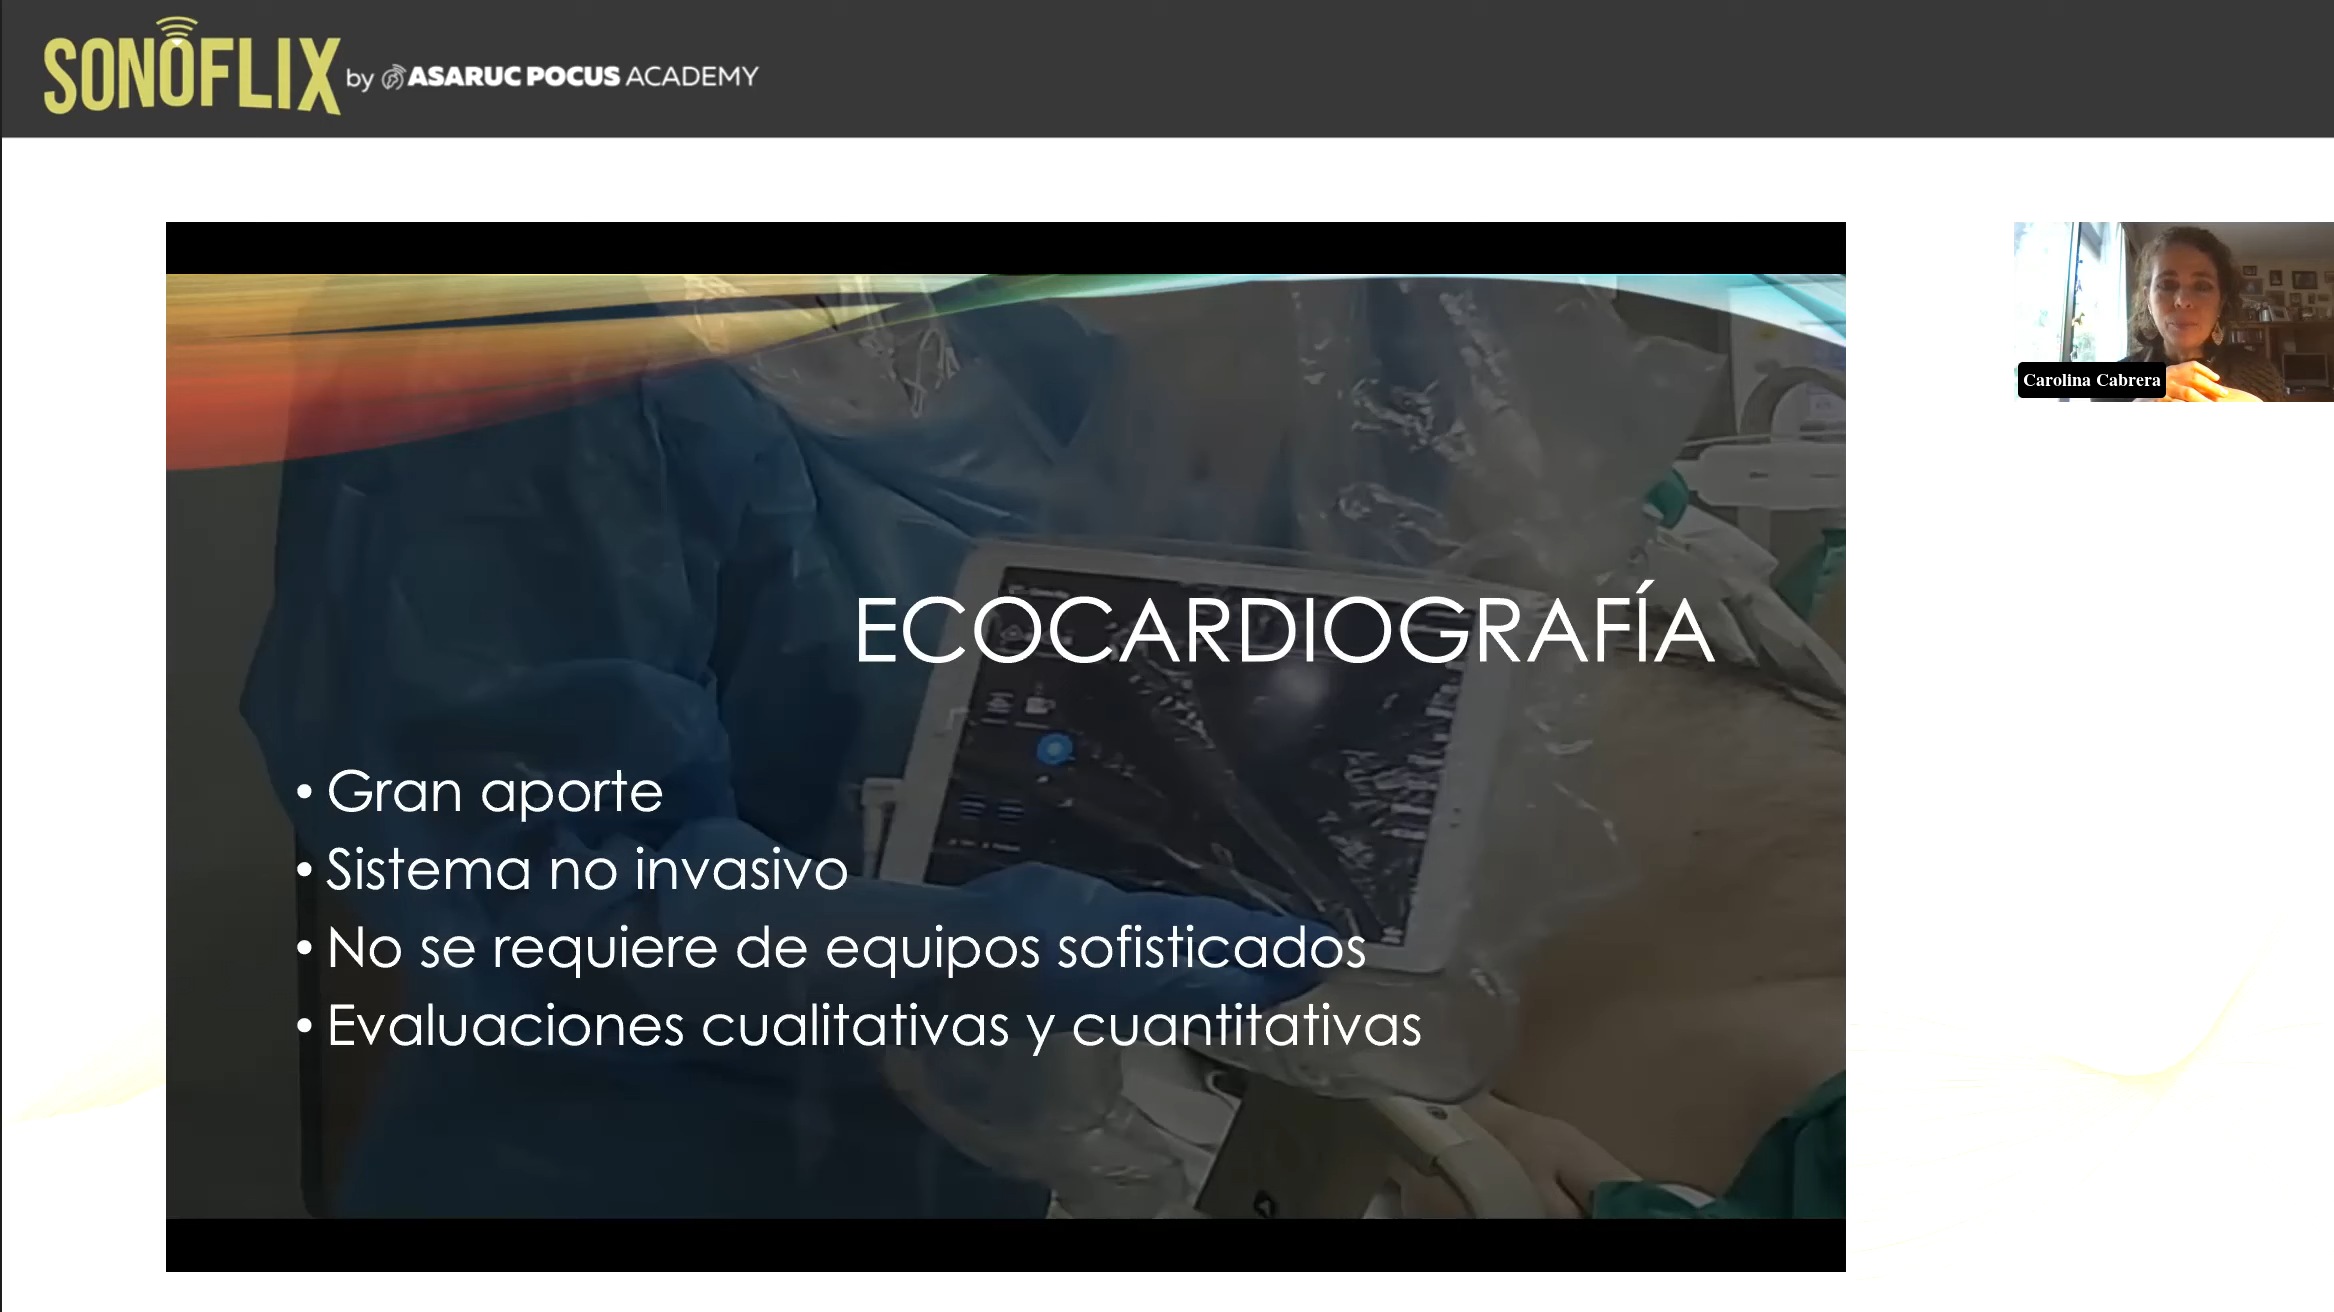 SONOFLIX by ASARUC POCUS ACADEMY
Carolina Cabrera
ECOCARDIOGRAFÍA
• Gran aporte
• Sistema no invasivo
• No se requiere de equipos sofisticados
• Evaluaciones cualitativas y cuantitativas